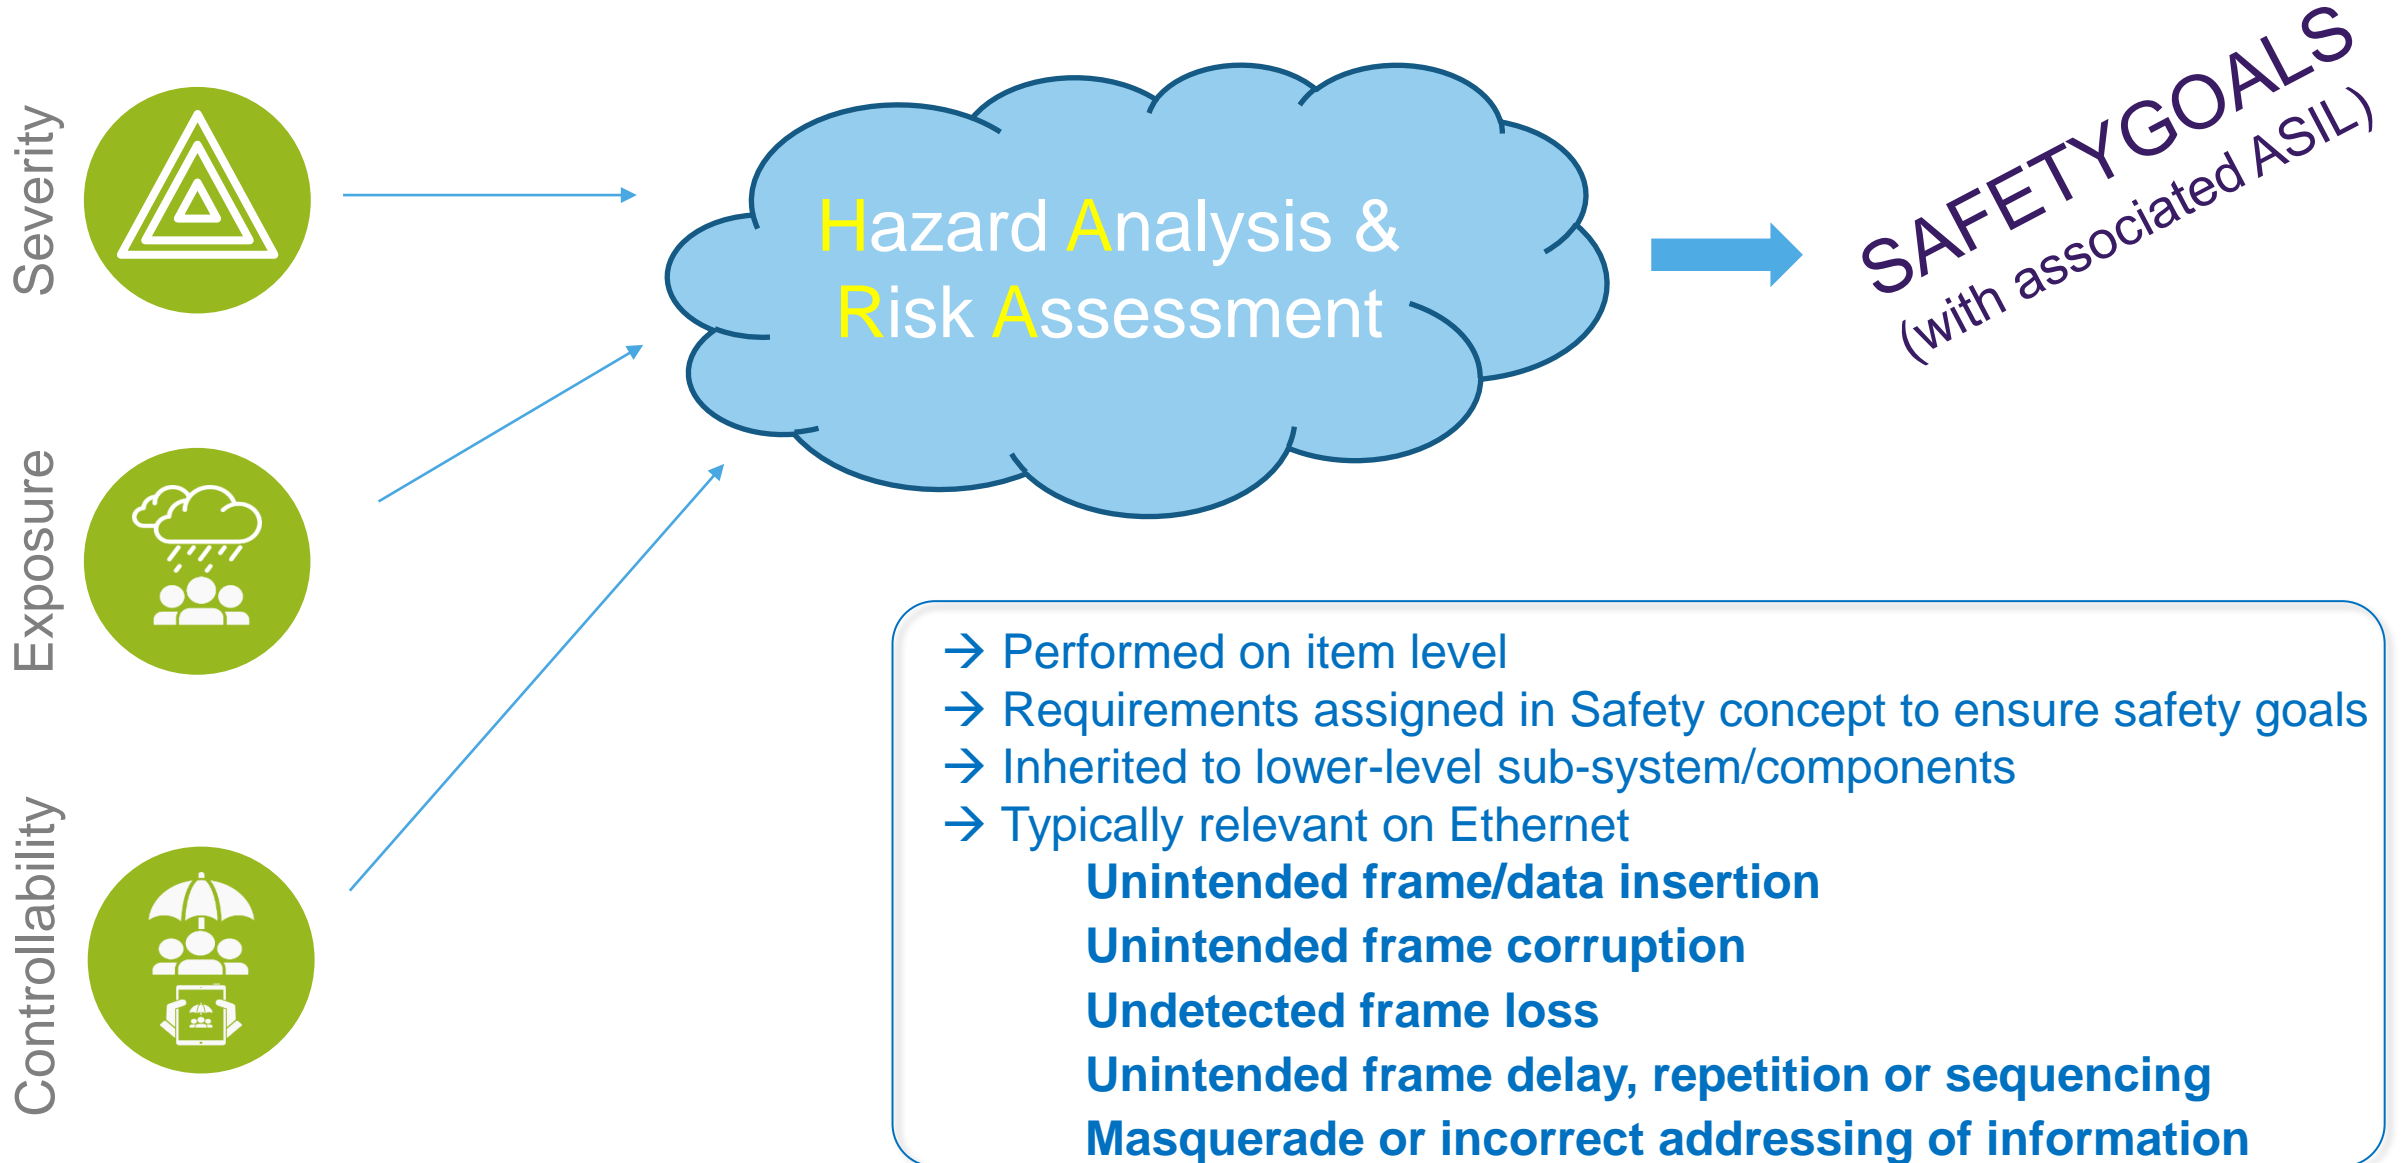 Severity
Hazard Analysis &
Risk Assessment
SAFETYGOALS
(with associated ASIL)
Exposure
Controllability
→ Performed on item level
→ Requirements assigned in Safety concept to ensure safety goals
→ Inherited to lower-level sub-system/components
→ Typically relevant on Ethernet
Unintended frame/data insertion
Unintended frame corruption
Undetected frame loss
Unintended frame delay, repetition or sequencing
Masquerade or incorrect addressing of information